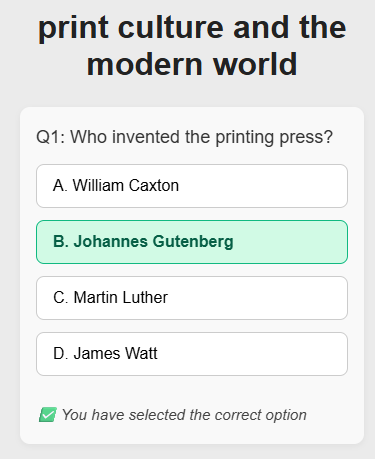 print culture and the
modern world
Q1: Who invented the printing press?
A. William Caxton
B. Johannes Gutenberg
C. Martin Luther
D. James Watt
✅ You have selected the correct option